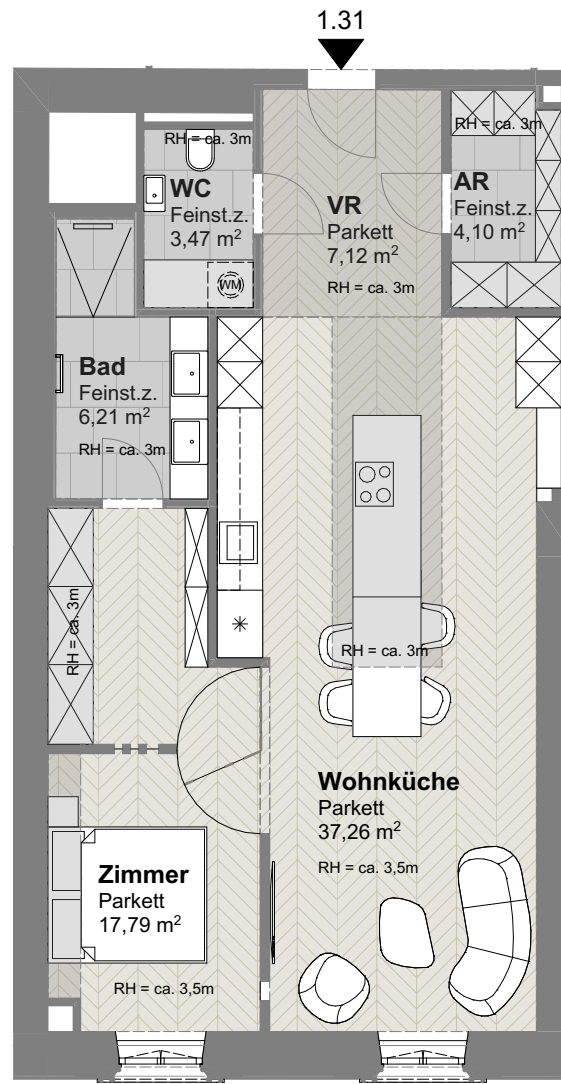 1.31
RH = ca. 3m
WC
Feinst.z.
3,47 m²
WM
VR
Parkett
7,12 m²
RH = ca. 3m
RH = ca. 3m
AR
Feinst.z.
4,10 m²
Bad
Feinst.z.
6,21 m²
RH = ca. 3m
RH = ca. 3m
RH = ca. 3m
Wohnküche
Parkett
37,26 m²
RH = ca. 3,5m
Zimmer
Parkett
17,79 m²
RH = ca. 3,5m